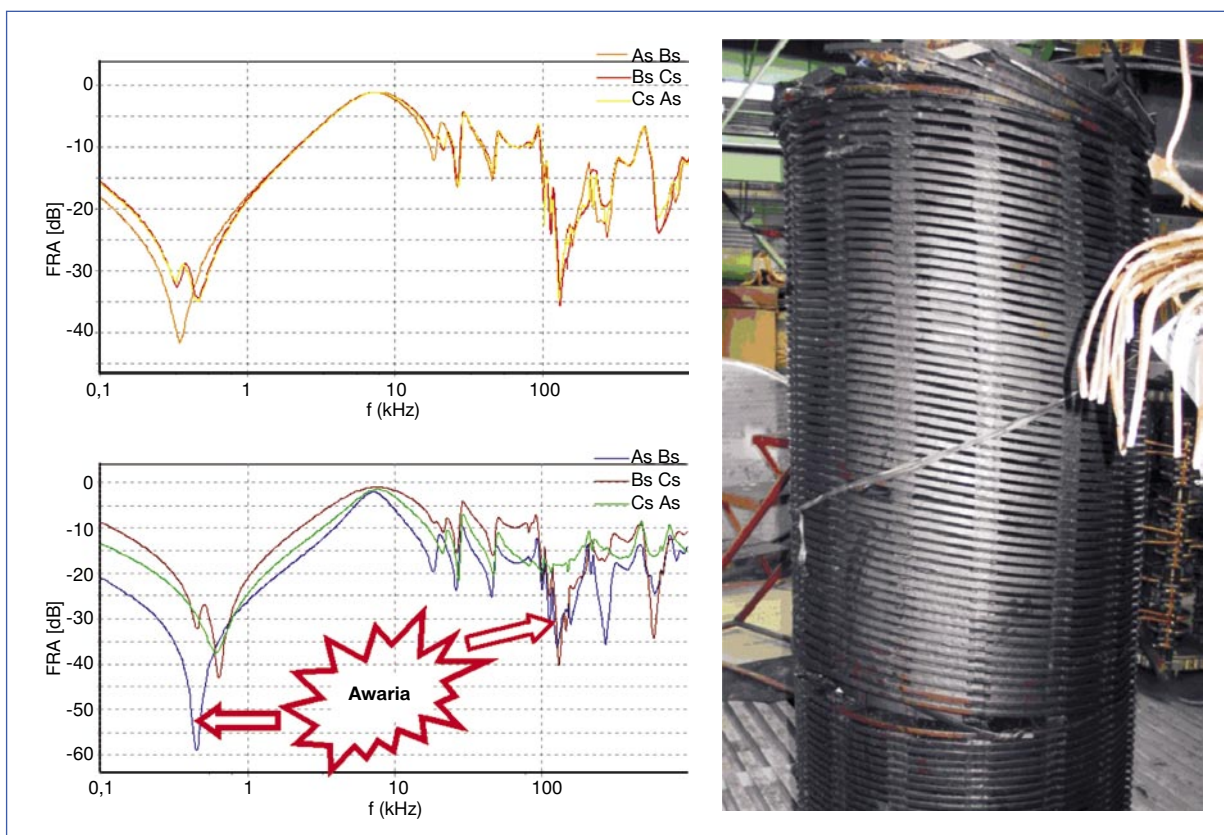 As Bs
Bs Cs
Cs As
0
-10
-20
-30
-40
FRA [dB]
0,1 1 10 100
f (kHz)
As Bs
Bs Cs
Cs As
0
-10
-20
-30
-40
-50
-60
FRA [dB]
Awaria
0,1 1 10 100
f (kHz)